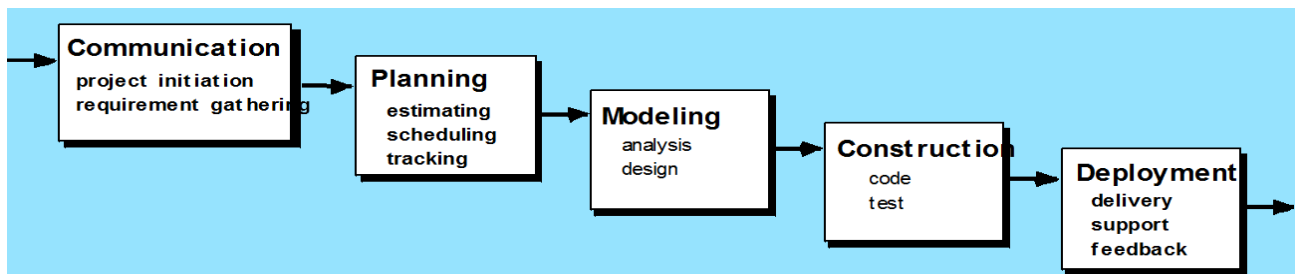 Communication
project initiation
requirement gathering
Planning
estimating
scheduling
tracking
Modeling
analysis
design
Construction
code
test
Deployment
delivery
support
feedback